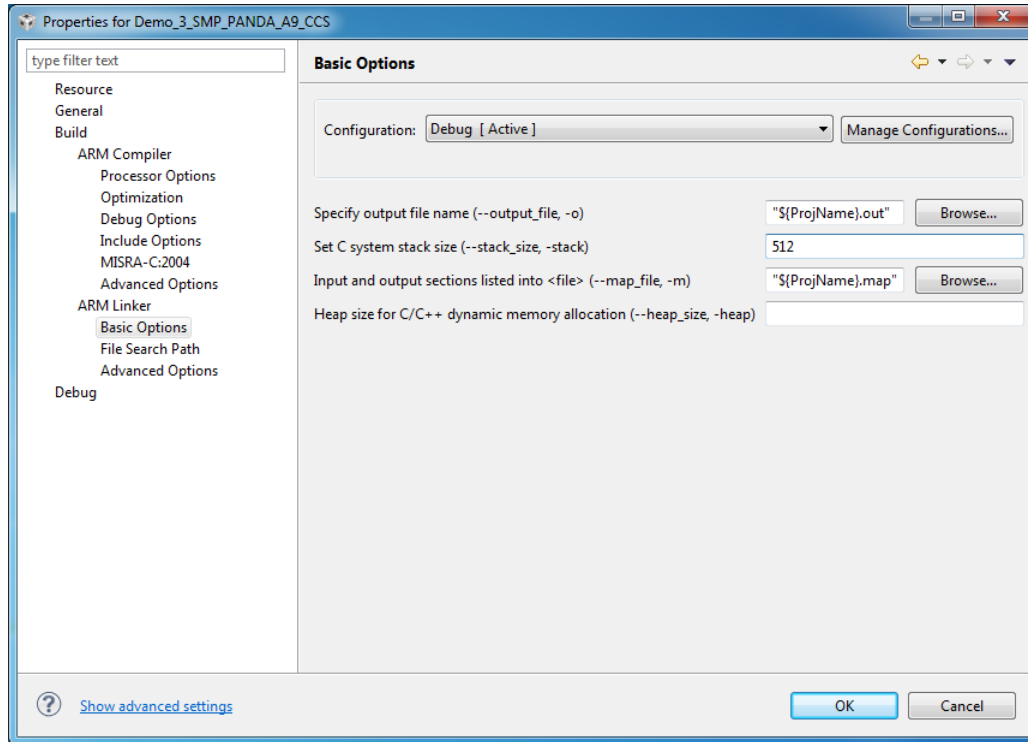 Properties for Demo_3_SMP_PANDA_A9_CCS
type filter text
Resource
General
Build
ARM Compiler
Processor Options
Optimization
Debug Options
Include Options
MISRA-C:2004
Advanced Options
ARM Linker
Basic Options
File Search Path
Advanced Options
Debug
Basic Options
Configuration: Debug [ Active ] Manage Configurations...
Specify output file name (--output_file, -o) "${ProjName}.out" Browse...
Set C system stack size (--stack_size, -stack) 512
Input and output sections listed into <file> (--map_file, -m) "${ProjName}.map" Browse...
Heap size for C/C++ dynamic memory allocation (--heap_size, -heap)
? Show advanced settings OK Cancel